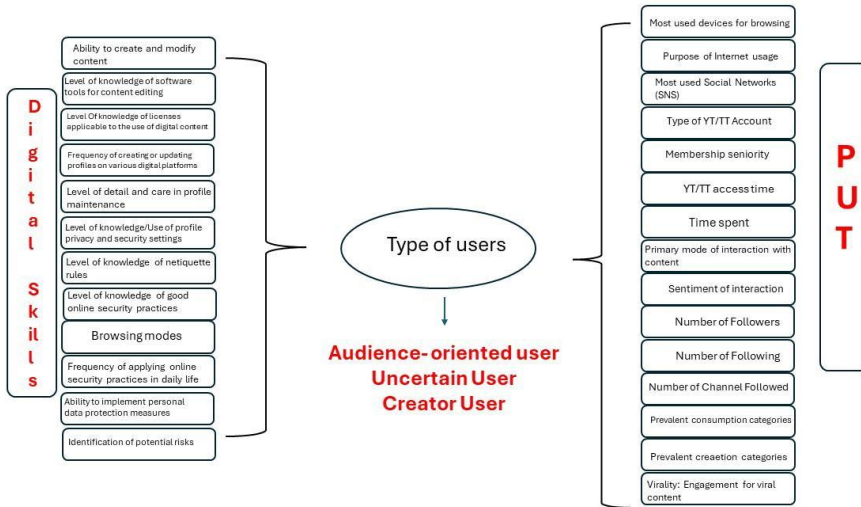 Digital Skills
Ability to create and modify
content
Level of knowledge of software
tools for content editing
Level Of knowledge of licenses
applicable to the use of digital content
Frequency of creating or updating
profiles on various digital platforms
Level of detail and care in profile
maintenance
Level of knowledge/Use of profile
privacy and security settings
Level of knowledge of netiquette
rules
Level of knowledge of good
online security practices
Browsing modes
Frequency of applying online
security practices in daily life
Ability to implement personal
data protection measures
Identification of potential risks
Type of users
Audience-oriented user
Uncertain User
Creator User
Most used devices for browsing
Purpose of Internet usage
Most used Social Networks
(SNS)
Type of YT/TT Account
Membership seniority
YT/TT access time
Time spent
Primary mode of interaction with
content
Sentiment of interaction
Number of Followers
Number of Following
Number of Channel Followed
Prevalent consumption categories
Prevalent creaetion categories
Virality: Engagement for viral
content
PUT